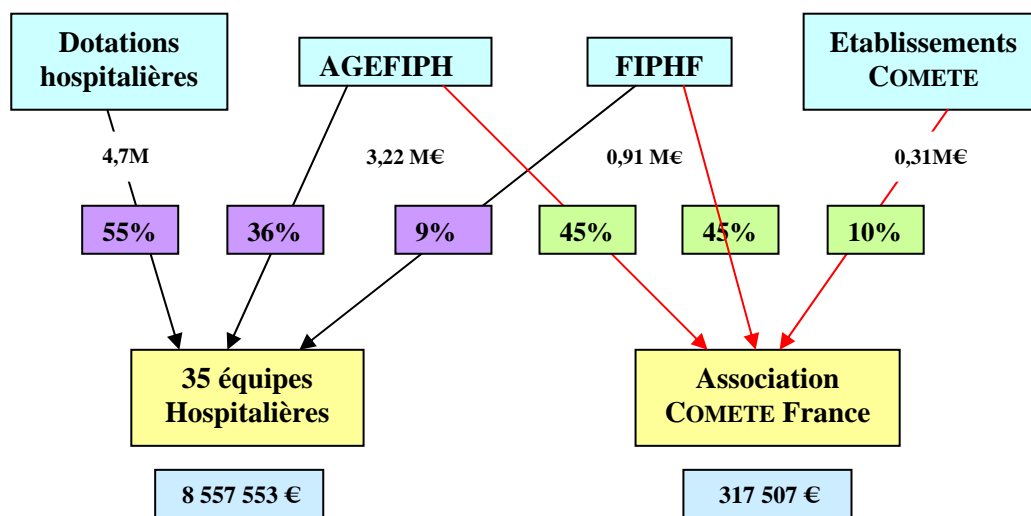 Dotations
hospitalières
AGEFIPH
FIPHF
Etablissements
COMETE
4,7M
3,22 M€
0,91 M€
0,31M€
55%
36%
9%
45%
45%
10%
35 équipes
Hospitalières
Association
COMETE France
8 557 553 €
317 507 €